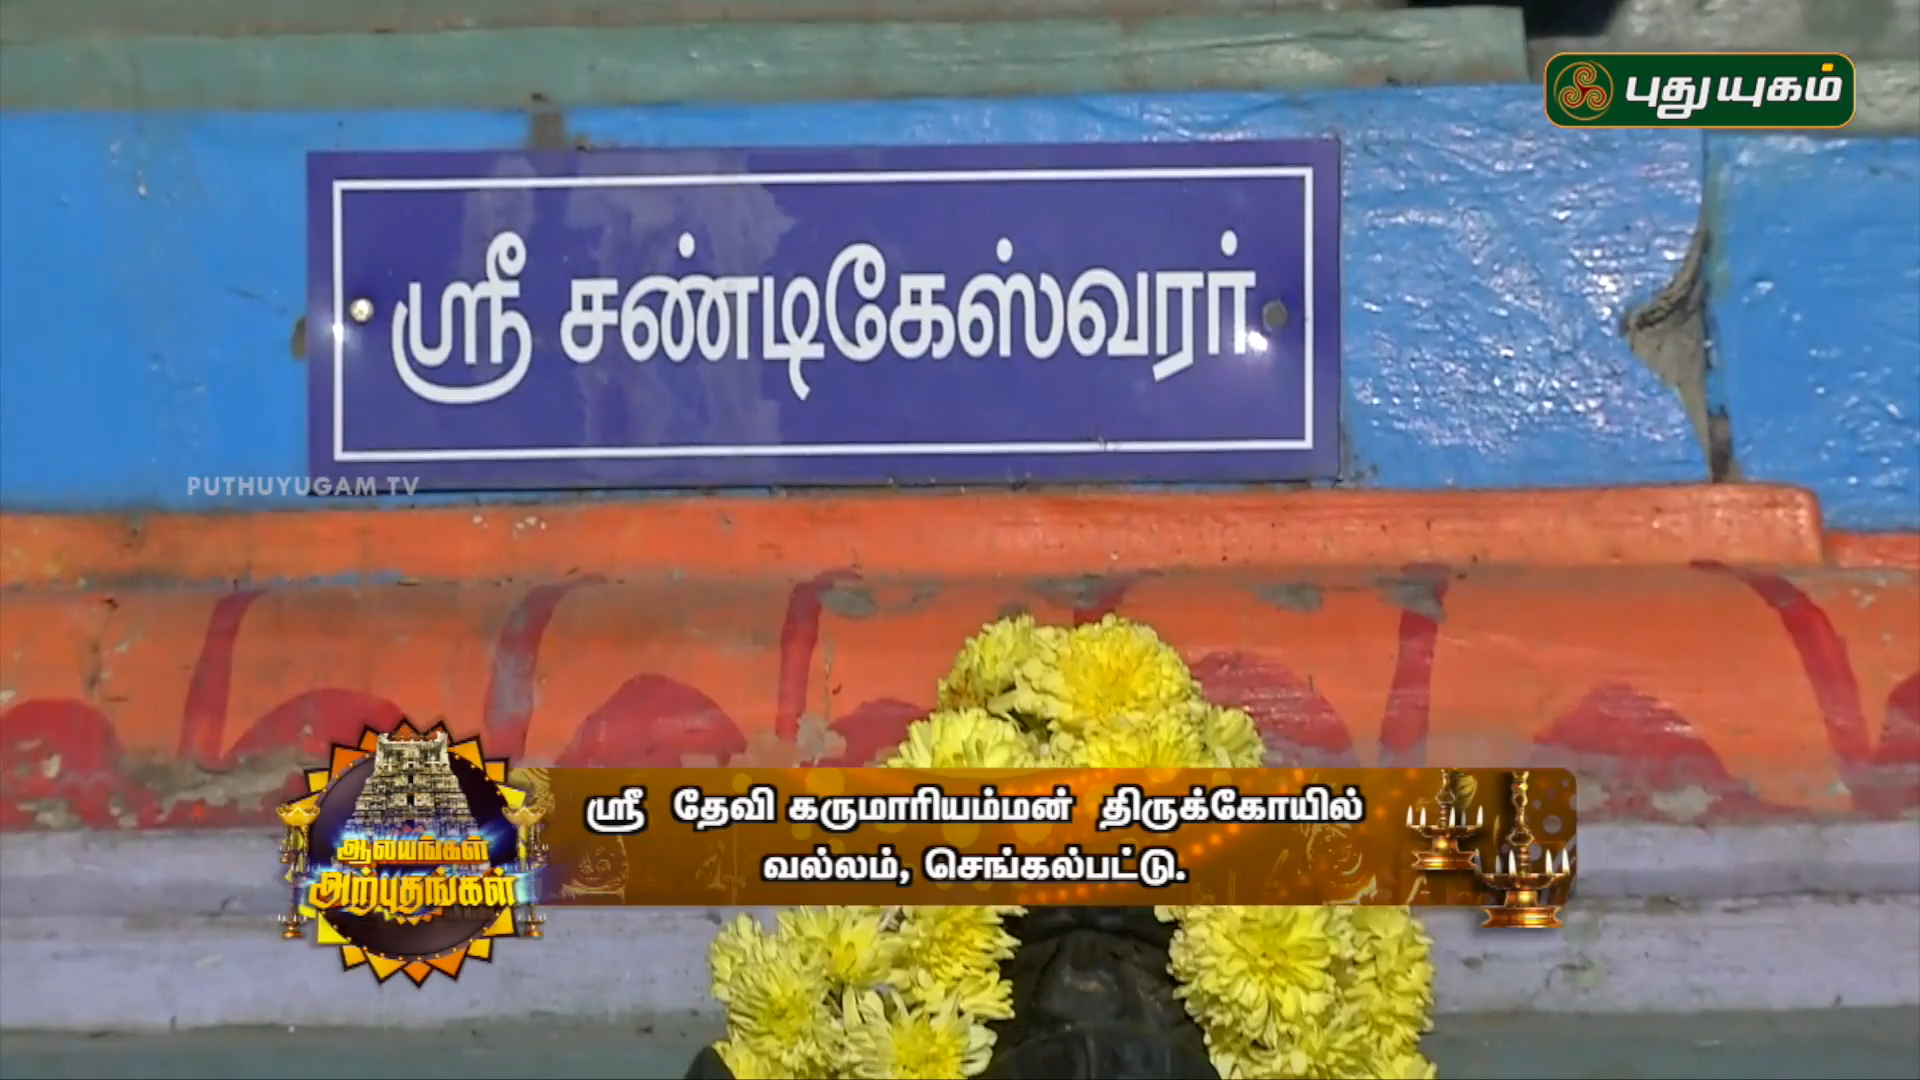 புதுயுகம்
ஸ்ரீ சண்டிகேஸ்வரர்
PUTHUYUGAM TV
ஸ்ரீ தேவி கருமாரியம்மன் திருக்கோயில்
வல்லம், செங்கல்பட்டு.
ஆலயங்கள்
அற்புதங்கள்